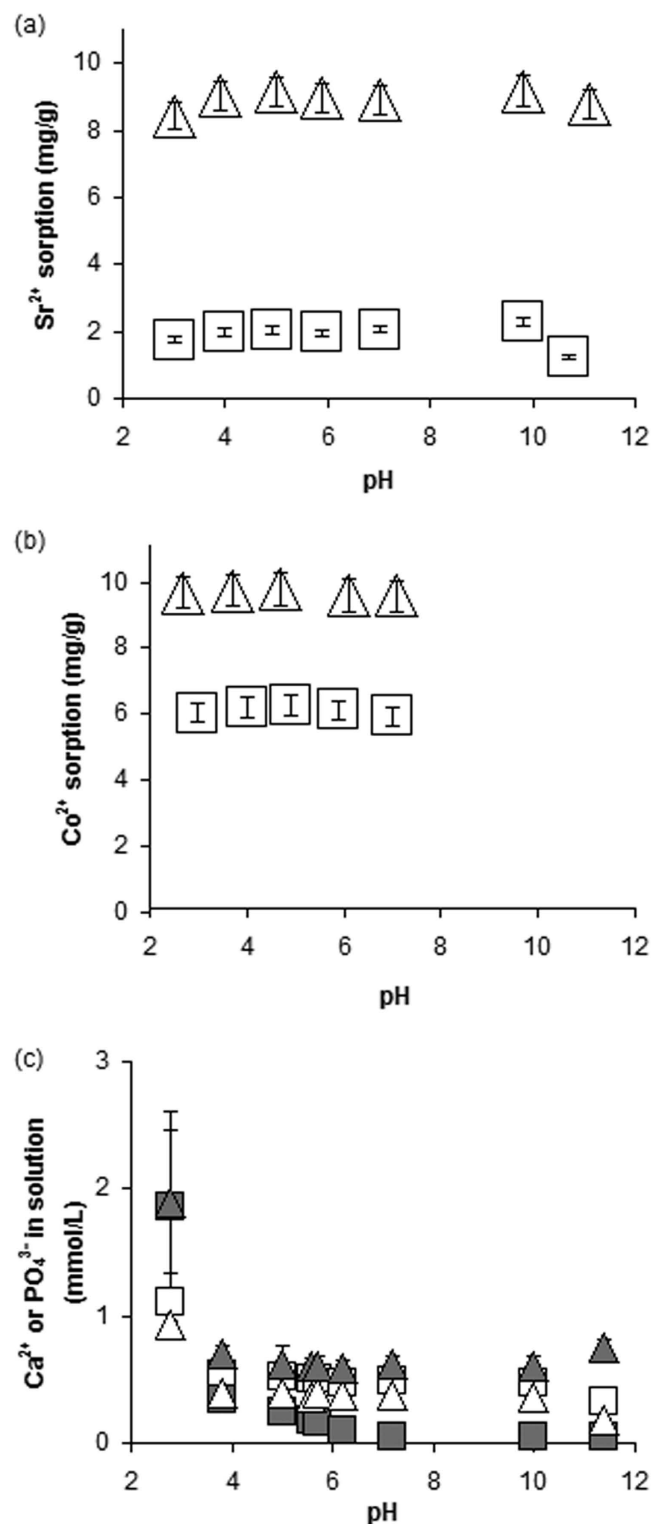 (a)
10
8
6
4
2
0
Sr²⁺ sorption (mg/g)
2 4 6 8 10 12
pH
(b)
10
8
6
4
2
0
Co²⁺ sorption (mg/g)
2 4 6 8 10 12
pH
(c)
3
2
1
0
Ca²⁺ or PO₄³⁻ in solution
(mmol/L)
2 4 6 8 10 12
pH